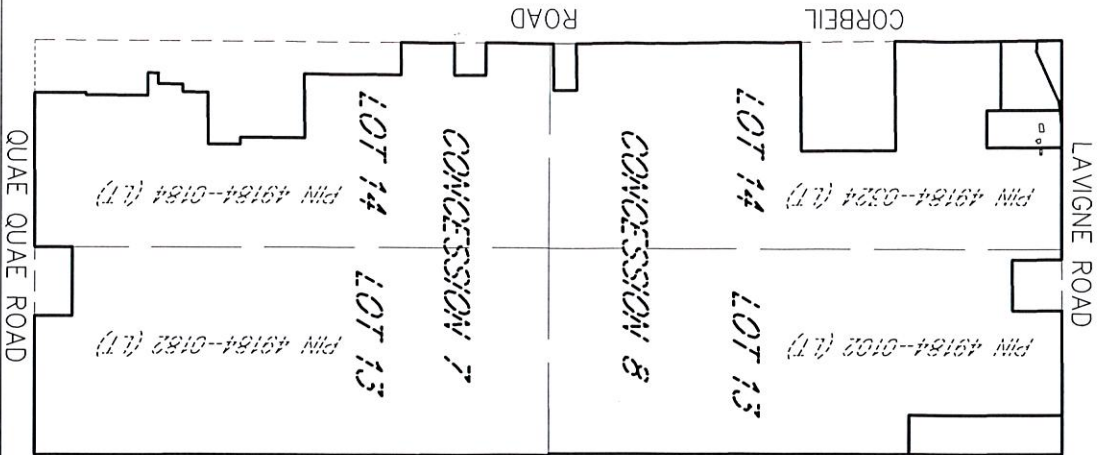 CORBEIL ROAD
LAVIGNE ROAD
QUAE QUAE ROAD
LOT 14
CONCESSION 7
PIN 49184-0184 (LT)
LOT 13
PIN 49184-0182 (LT)
LOT 14
CONCESSION 8
PIN 49184-0324 (LT)
LOT 13
PIN 49184-0102 (LT)